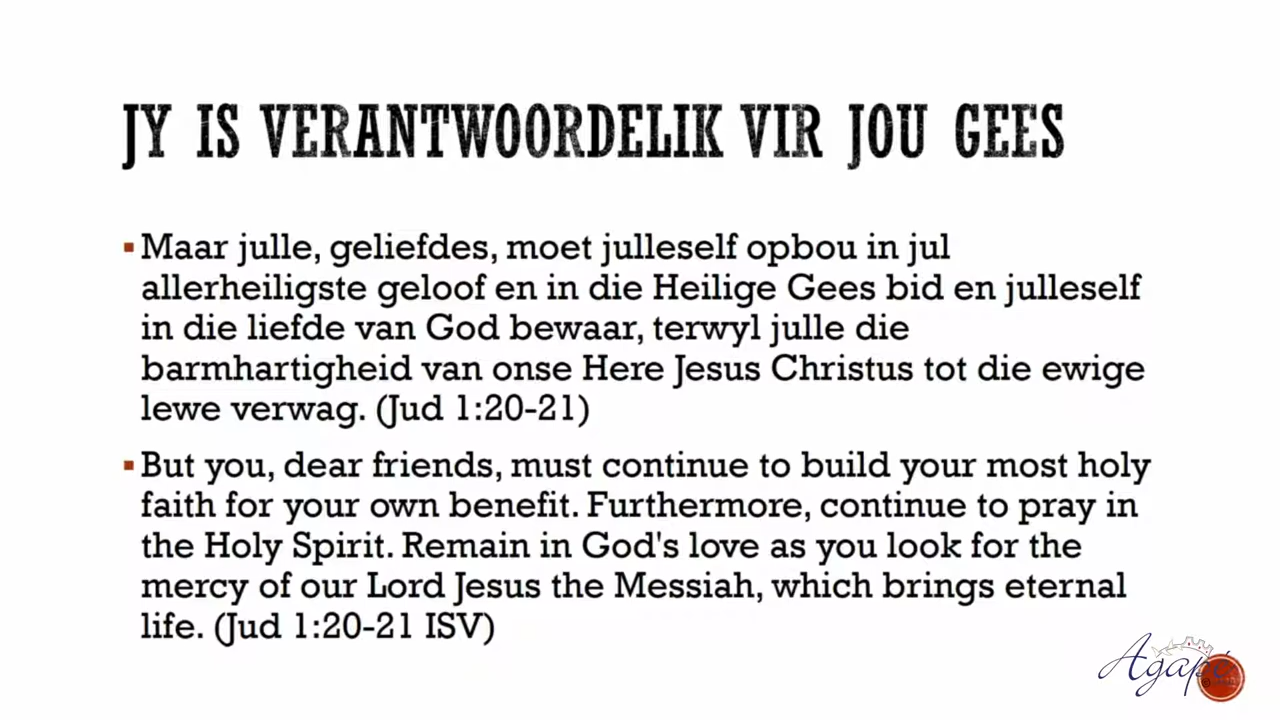 JY IS VERANTWOORDELIK VIR JOU GEES
Maar julle, geliefdes, moet julleself opbou in jul
allerheiligste geloof en in die Heilige Gees bid en julleself
in die liefde van God bewaar, terwyl julle die
barmhartigheid van onse Here Jesus Christus tot die ewige
lewe verwag. (Jud 1:20-21)
But you, dear friends, must continue to build your most holy
faith for your own benefit. Furthermore, continue to pray in
the Holy Spirit. Remain in God's love as you look for the
mercy of our Lord Jesus the Messiah, which brings eternal
life. (Jud 1:20-21 ISV)
Agapé